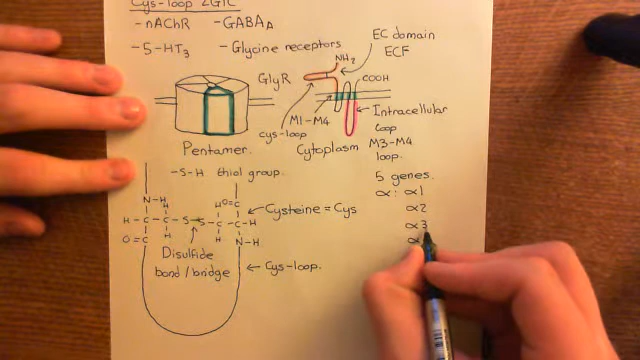 Cys-loop LGIC
- nAChR - GABAA
- 5-HT3 - Glycine receptors
EC domain
ECF
GlyR
NH2
COOH
M1-M4
cys-loop
Intracellular
loop
M3-M4
loop.
Pentamer.
Cytoplasm
-S-H thiol group.
5 genes.
α: α1
α2
α3
α
N-H
H O=C
H-C-C-S-S-C-C-H
H H
H
O=C
N-H
Cysteine = Cys
Disulfide
bond/bridge
Cys-loop.